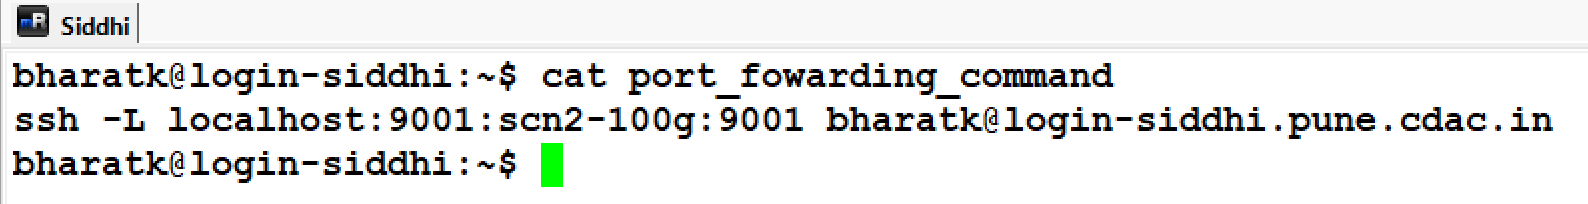 mR Siddhi
bharatk@login-siddhi:~$ cat port_fowarding_command
ssh -L localhost:9001:scn2-100g:9001 bharatk@login-siddhi.pune.cdac.in
bharatk@login-siddhi:~$